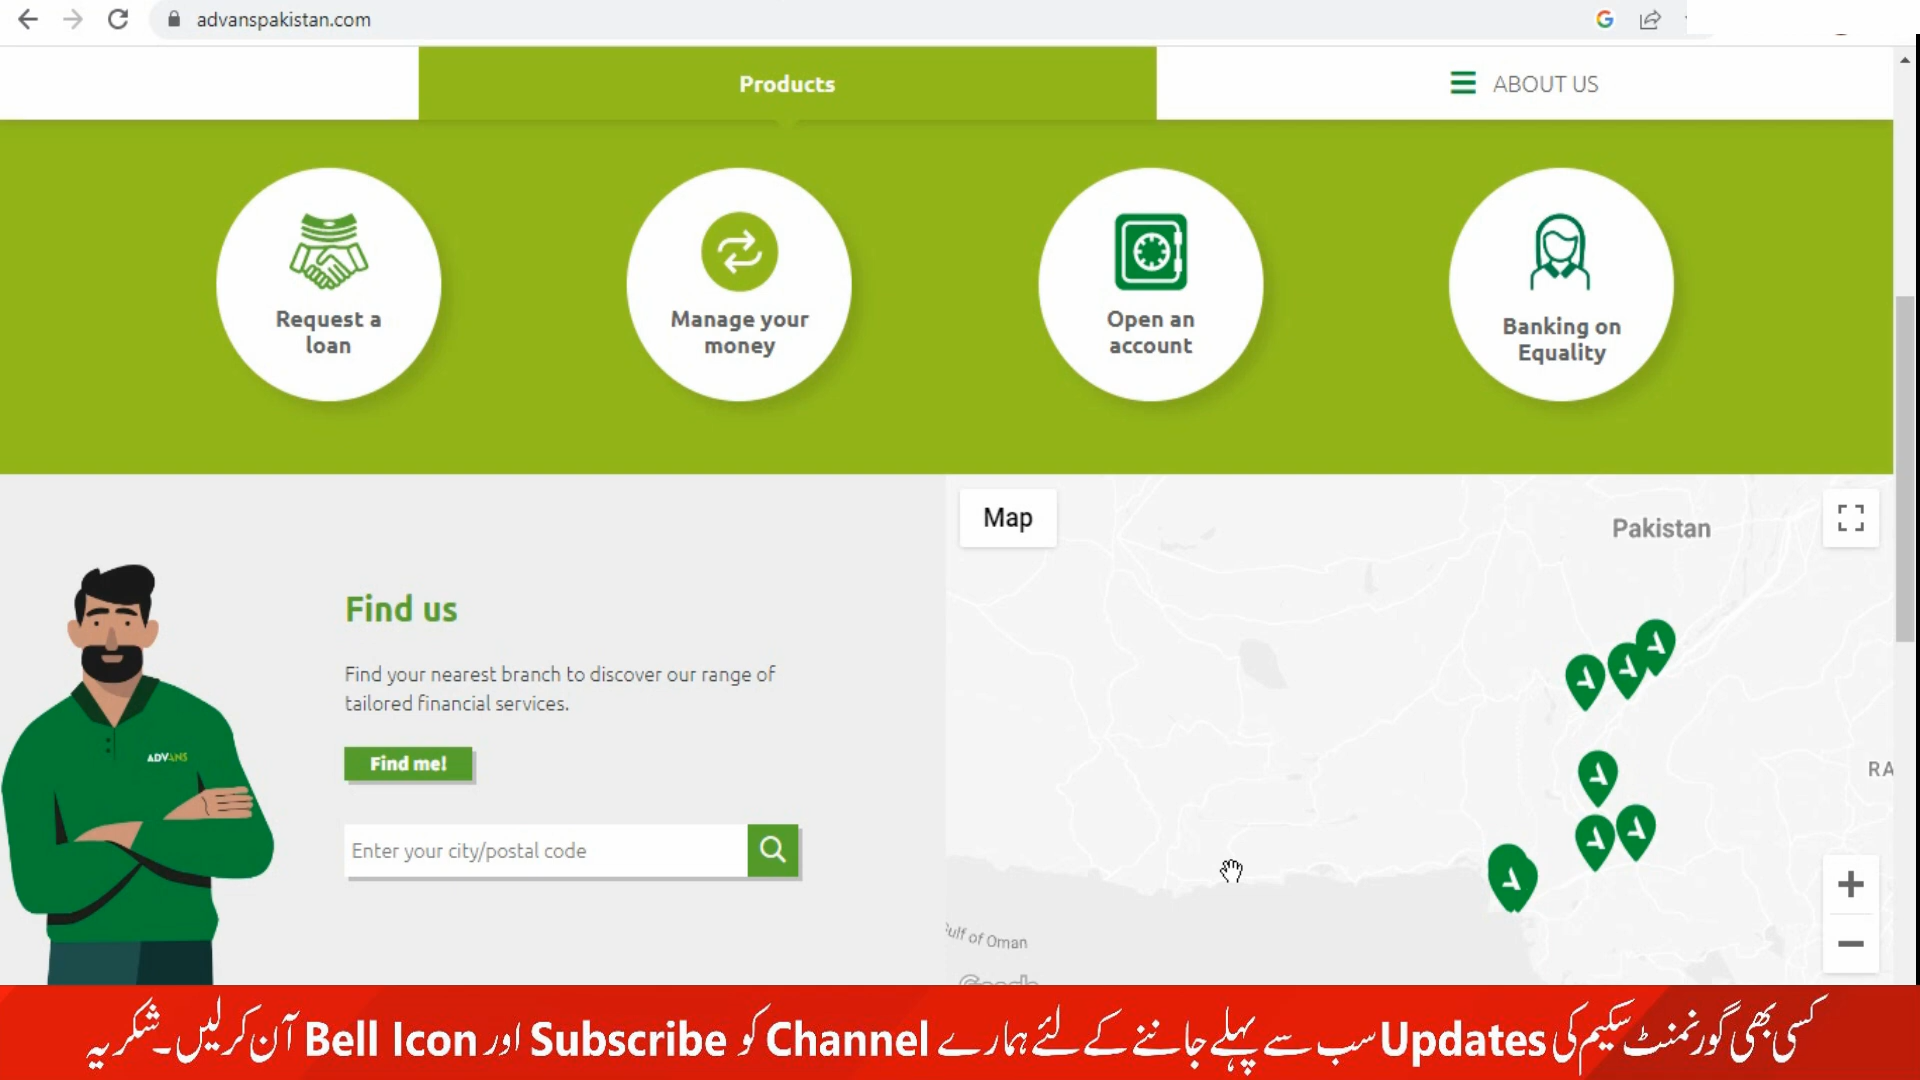 advanspakistan.com
Products
ABOUT US
Request a
loan
Manage your
money
Open an
account
Banking on
Equality
Map
Pakistan
Find us
Find your nearest branch to discover our range of
tailored financial services.
Find me!
Enter your city/postal code
ADVANS
RA
Gulf of Oman
Google
کسی بھی گورنمنٹ سکیم کی Updates سب سے پہلے جاننے کے لئے ہمارے Channel کو Subscribe اور Bell Icon آن کرلیں۔شکریہ